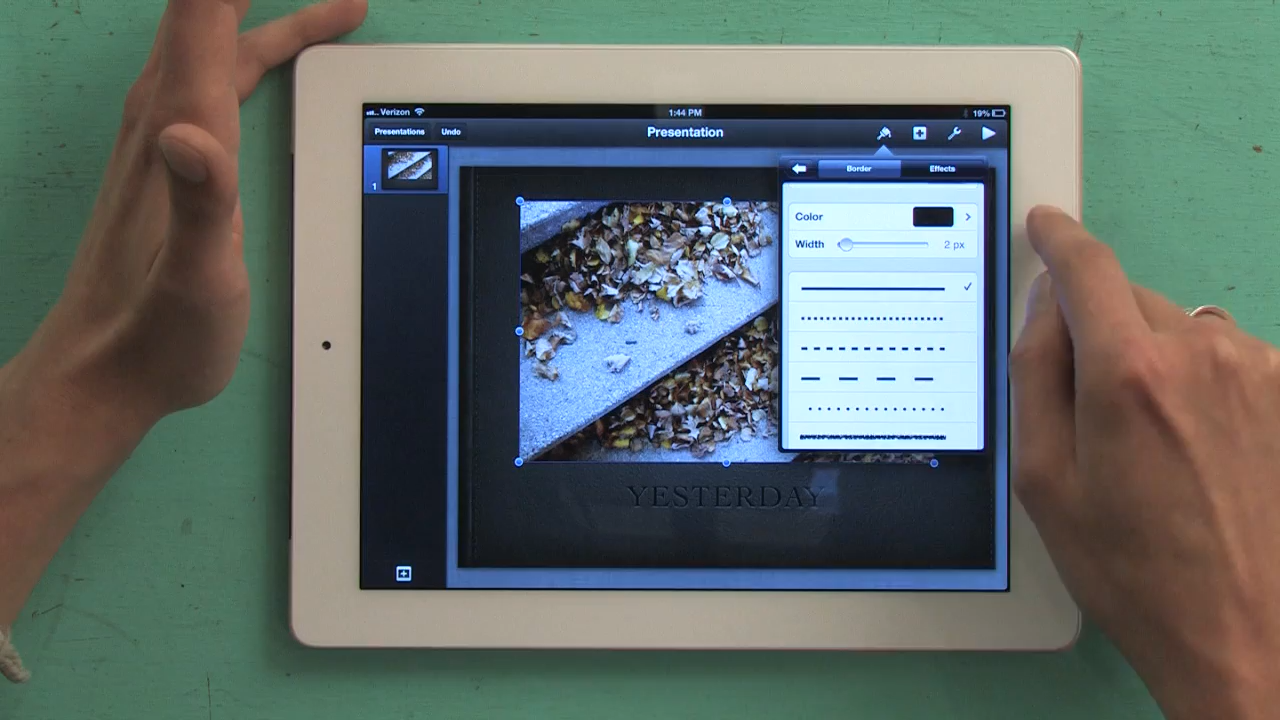 Verizon 1:44 PM 19%
Presentations Undo Presentation
1
Border Effects
Color
Width 2 px
YESTERDAY